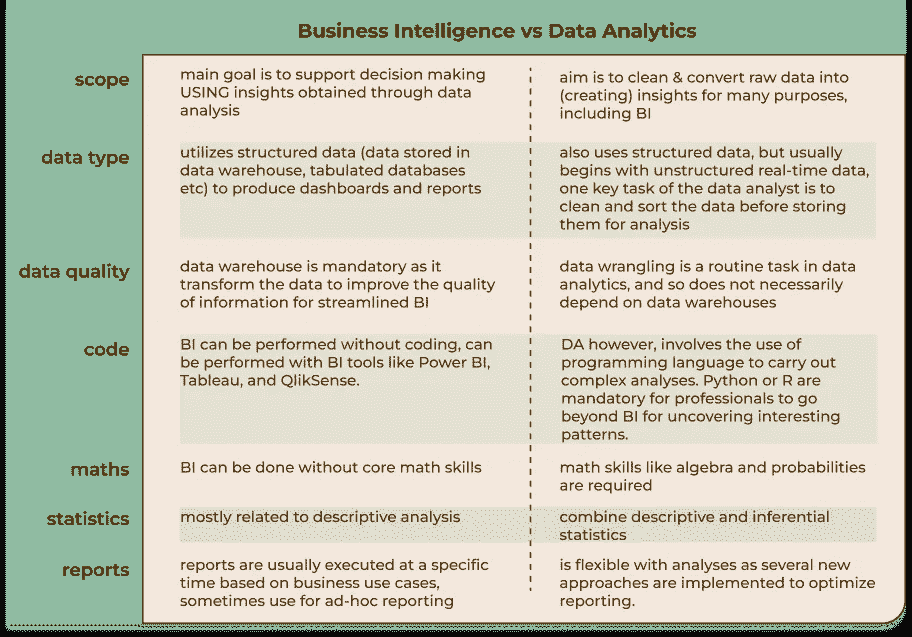 Business Intelligence vs Data Analytics
scope
main goal is to support decision making
USING insights obtained through data
analysis
aim is to clean & convert raw data into
(creating) insights for many purposes,
including BI
data type
utilizes structured data (data stored in
data warehouse, tabulated databases
etc) to produce dashboards and reports
also uses structured data, but usually
begins with unstructured real-time data,
one key task of the data analyst is to
clean and sort the data before storing
them for analysis
data quality
data warehouse is mandatory as it
transform the data to improve the quality
of information for streamlined BI
data wrangling is a routine task in data
analytics, and so does not necessarily
depend on data warehouses
code
BI can be performed without coding, can
be performed with BI tools like Power BI,
Tableau, and QlikSense.
DA however, involves the use of
programming language to carry out
complex analyses. Python or R are
mandatory for professionals to go
beyond BI for uncovering interesting
patterns.
maths
BI can be done without core math skills
math skills like algebra and probabilities
are required
statistics
mostly related to descriptive analysis
combine descriptive and inferential
statistics
reports
reports are usually executed at a specific
time based on business use cases,
sometimes use for ad-hoc reporting
is flexible with analyses as several new
approaches are implemented to optimize
reporting.